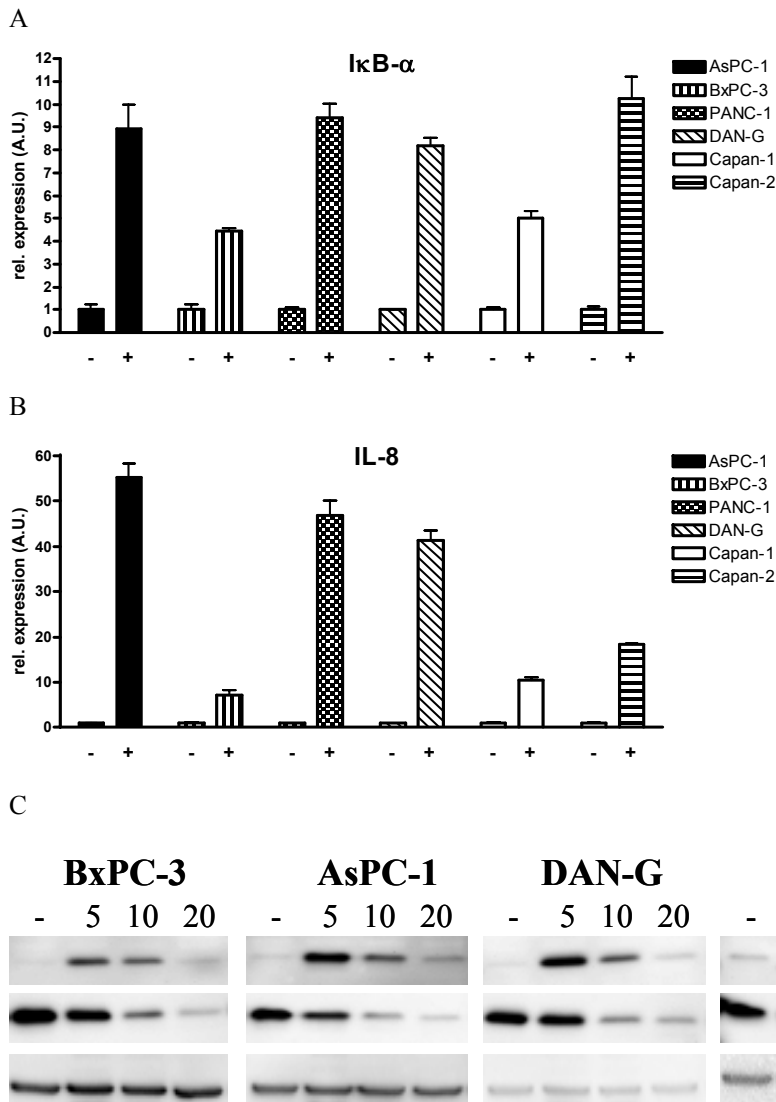 A
IκB-α
rel. expression (A.U.)
12
11
10
9
8
7
6
5
4
3
2
1
0
- + - + - + - + - + - +
AsPC-1
BxPC-3
PANC-1
DAN-G
Capan-1
Capan-2
B
IL-8
rel. expression (A.U.)
60
50
40
30
20
10
0
- + - + - + - + - + - +
AsPC-1
BxPC-3
PANC-1
DAN-G
Capan-1
Capan-2
C
BxPC-3 AsPC-1 DAN-G
- 5 10 20 - 5 10 20 - 5 10 20 -